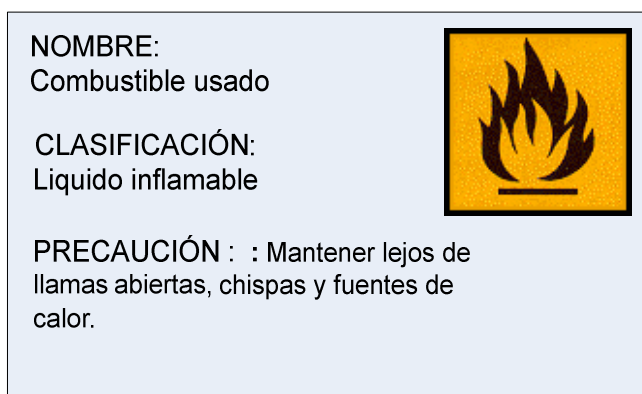 NOMBRE:
Combustible usado
CLASIFICACIÓN:
Liquido inflamable
PRECAUCIÓN : : Mantener lejos de
llamas abiertas, chispas y fuentes de
calor.